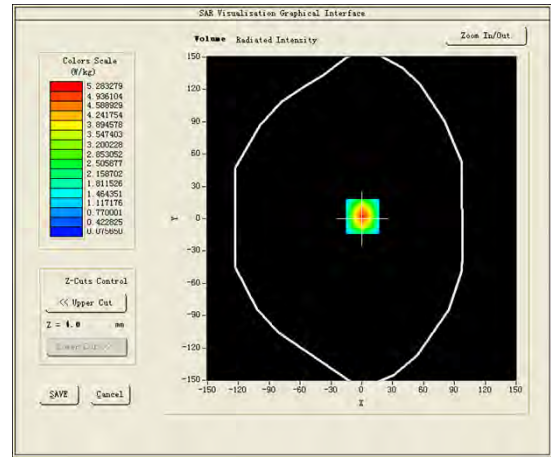 SAR Visualisation Graphical Interface
Volume Radiated Intensity
Zoom In/Out
Colors Scale
(W/kg)
5.283279
4.936104
4.588929
4.241754
3.894578
3.547403
3.200228
2.853052
2.505877
2.158702
1.811526
1.464351
1.117176
0.770001
0.422825
0.075650
150
90
60
30
0
-30
-60
-90
-120
-150
Y
-150 -120 -90 -60 -30 0 30 60 90 120 150
X
Z-Cuts Control
<< Upper Cut
Z = 4.0 mm
SAVE
Cancel